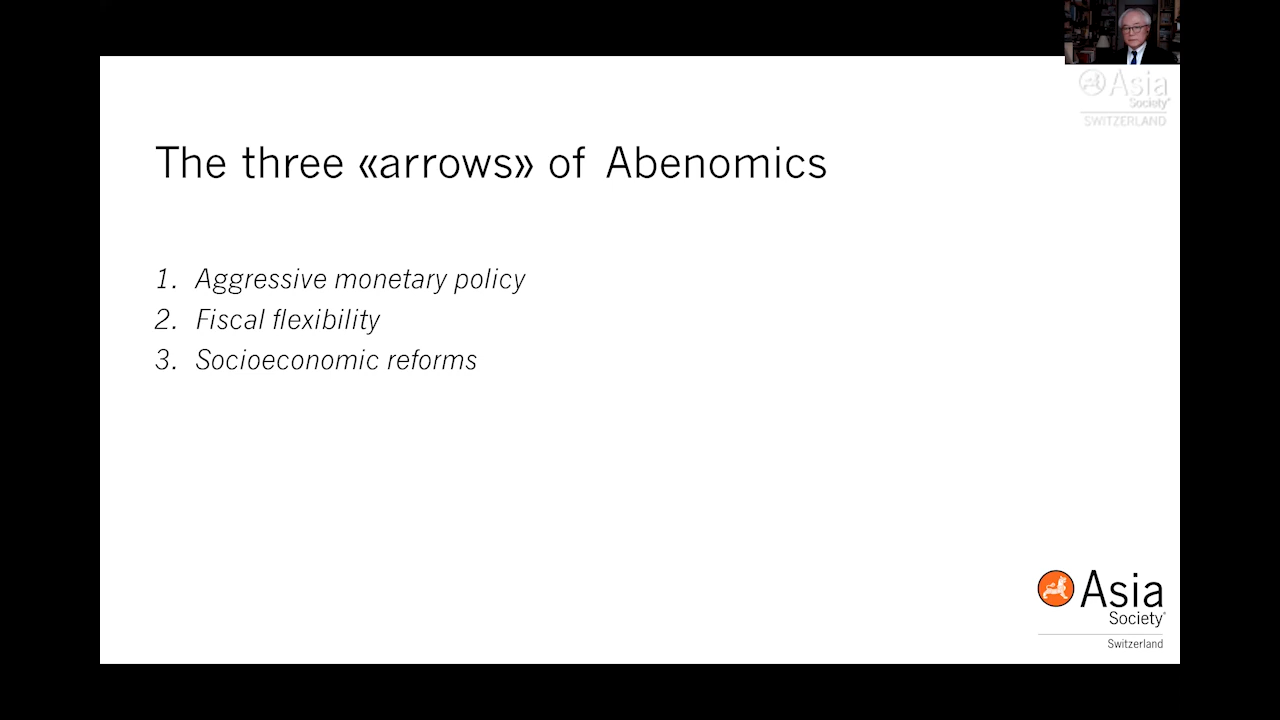 Asia
Society
SWITZERLAND
The three «arrows» of Abenomics
1. Aggressive monetary policy
2. Fiscal flexibility
3. Socioeconomic reforms
Asia
Society
Switzerland